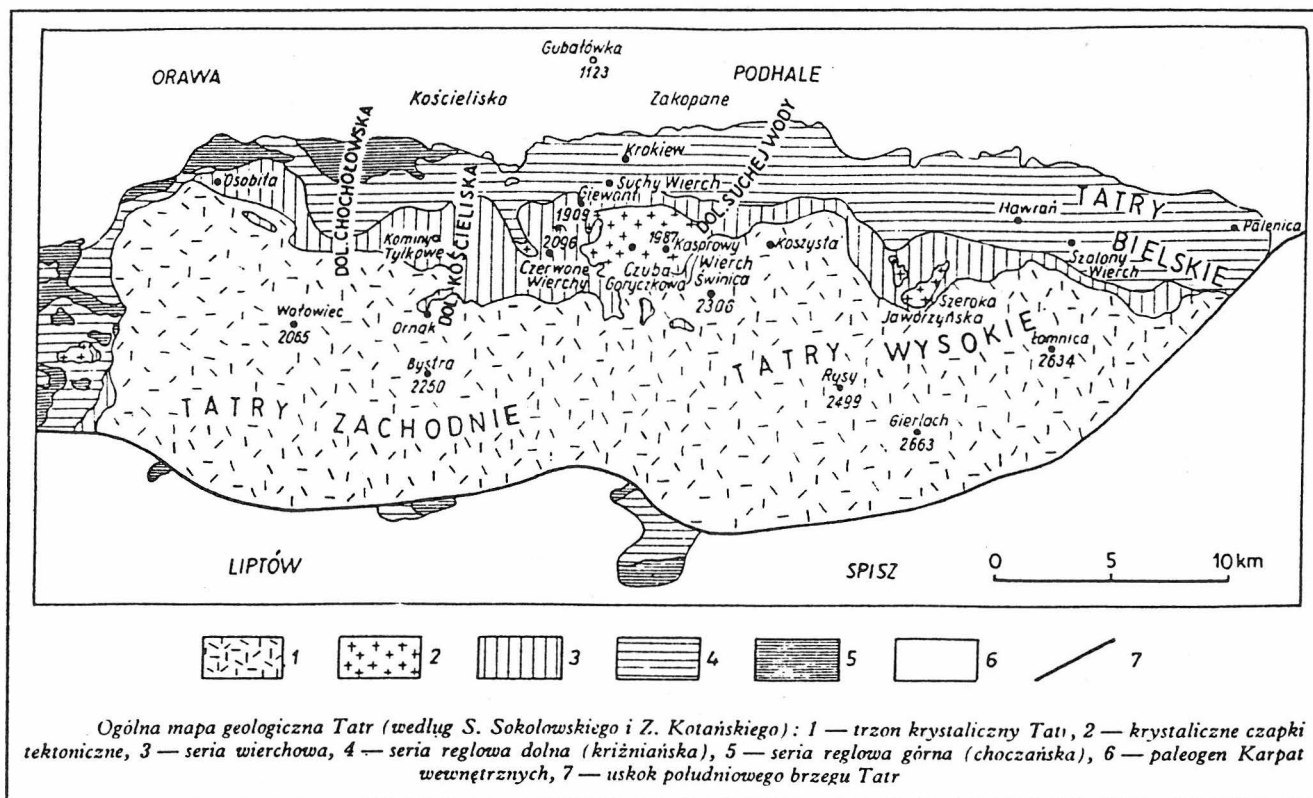 Gubałówka
1123
ORAWA
PODHALE
Kościelisko
Zakopane
DOL. CHOCHOŁOWSKA
DOL. KOŚCIELISKA
DOL. SUCHEJ WODY
Krokiew
Osobita
Suchy Wierch
Giewont
1909
TATRY
BIELSKIE
Hawrań
Palenica
Kominy
Tylkowe
2096
Czerwone
Wierchy
1987
Kasprowy
Wierch
Koszysta
Szalony
Wierch
Czuba
Goryczkowa
Świnica
2306
Szeroka
Jaworzyńska
Wołowiec
2065
Ornak
Łomnica
2634
Bystra
2250
TATRY WYSOKIE
Rysy
2499
TATRY
ZACHODNIE
Gierlach
2663
LIPTÓW
SPISZ
0 5 10 km
1 2 3 4 5 6 7
Ogólna mapa geologiczna Tatr (według S. Sokołowskiego i Z. Kotańskiego): 1 — trzon krystaliczny Tatr, 2 — krystaliczne czapki
tektoniczne, 3 — seria wierchowa, 4 — seria reglowa dolna (kriżniańska), 5 — seria reglowa górna (choczańska), 6 — paleogen Karpat
wewnętrznych, 7 — uskok południowego brzegu Tatr